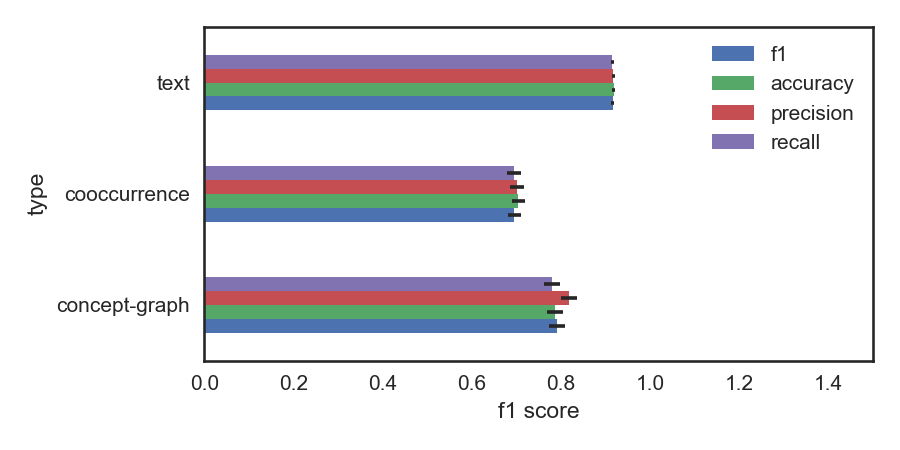 f1
accuracy
precision
recall
text
cooccurrence
concept-graph
type
0.0 0.2 0.4 0.6 0.8 1.0 1.2 1.4
f1 score